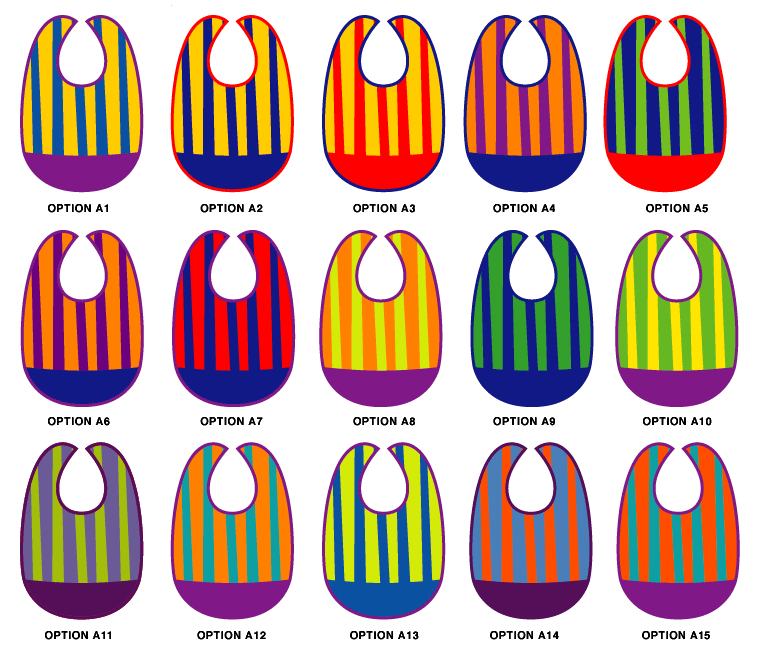 OPTION A1
OPTION A2
OPTION A3
OPTION A4
OPTION A5
OPTION A6
OPTION A7
OPTION A8
OPTION A9
OPTION A10
OPTION A11
OPTION A12
OPTION A13
OPTION A14
OPTION A15